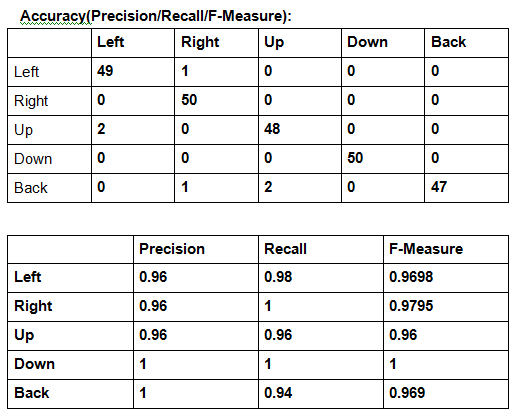 Accuracy(Precision/Recall/F-Measure):
Left Right Up Down Back
Left 49 1 0 0 0
Right 0 50 0 0 0
Up 2 0 48 0 0
Down 0 0 0 50 0
Back 0 1 2 0 47
Precision Recall F-Measure
Left 0.96 0.98 0.9698
Right 0.96 1 0.9795
Up 0.96 0.96 0.96
Down 1 1 1
Back 1 0.94 0.969